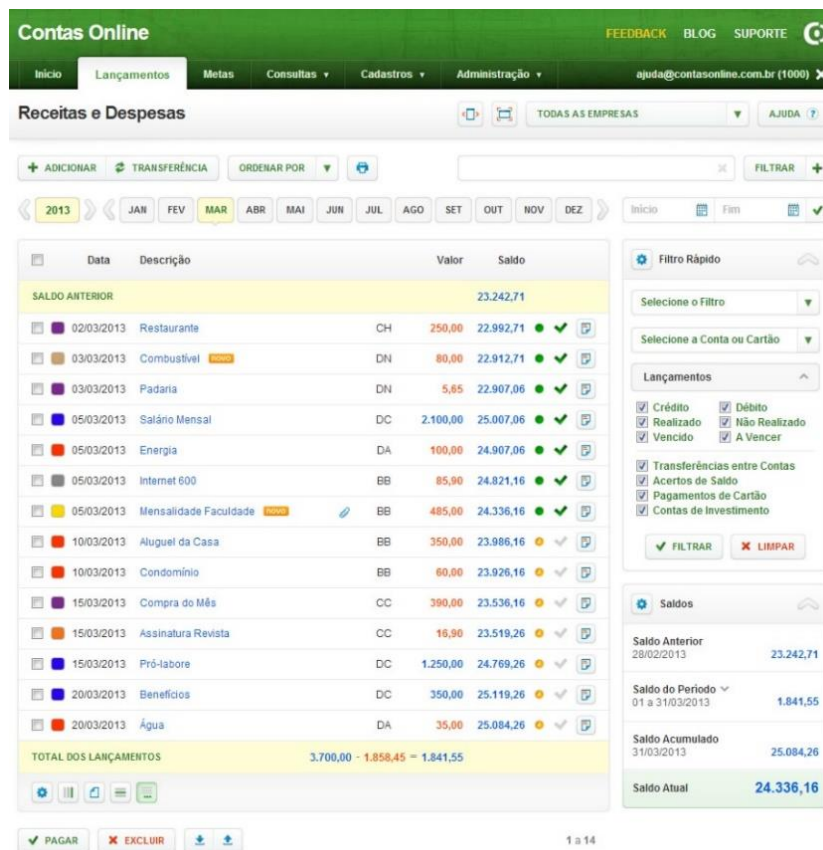 Contas Online
FEEDBACK BLOG SUPORTE
Início Lançamentos Metas Consultas Cadastros Administração ajuda@contasonline.com.br (1000)
Receitas e Despesas TODAS AS EMPRESAS AJUDA ?
ADICIONAR TRANSFERÊNCIA ORDENAR POR FILTRAR
2013 JAN FEV MAR ABR MAI JUN JUL AGO SET OUT NOV DEZ Início Fim
Data Descrição Valor Saldo
SALDO ANTERIOR 23.242,71
02/03/2013 Restaurante CH 250,00 22.992,71
03/03/2013 Combustível NOVO DN 80,00 22.912,71
03/03/2013 Padaria DN 5,65 22.907,06
05/03/2013 Salário Mensal DC 2.100,00 25.007,06
05/03/2013 Energia DA 100,00 24.907,06
05/03/2013 Internet 600 BB 85,90 24.821,16
05/03/2013 Mensalidade Faculdade NOVO BB 485,00 24.336,16
10/03/2013 Aluguel da Casa BB 350,00 23.986,16
10/03/2013 Condomínio BB 60,00 23.926,16
15/03/2013 Compra do Mês CC 390,00 23.536,16
15/03/2013 Assinatura Revista CC 16,90 23.519,26
15/03/2013 Pró-labore DC 1.250,00 24.769,26
20/03/2013 Benefícios DC 350,00 25.119,26
20/03/2013 Água DA 35,00 25.084,26
TOTAL DOS LANÇAMENTOS 3.700,00 - 1.858,45 = 1.841,55
PAGAR EXCLUIR 1 a 14
Filtro Rápido
Selecione o Filtro
Selecione a Conta ou Cartão
Lançamentos
Crédito Débito
Realizado Não Realizado
Vencido A Vencer
Transferências entre Contas
Acertos de Saldo
Pagamentos de Cartão
Contas de Investimento
FILTRAR LIMPAR
Saldos
Saldo Anterior
28/02/2013 23.242,71
Saldo do Período
01 a 31/03/2013 1.841,55
Saldo Acumulado
31/03/2013 25.084,26
Saldo Atual 24.336,16